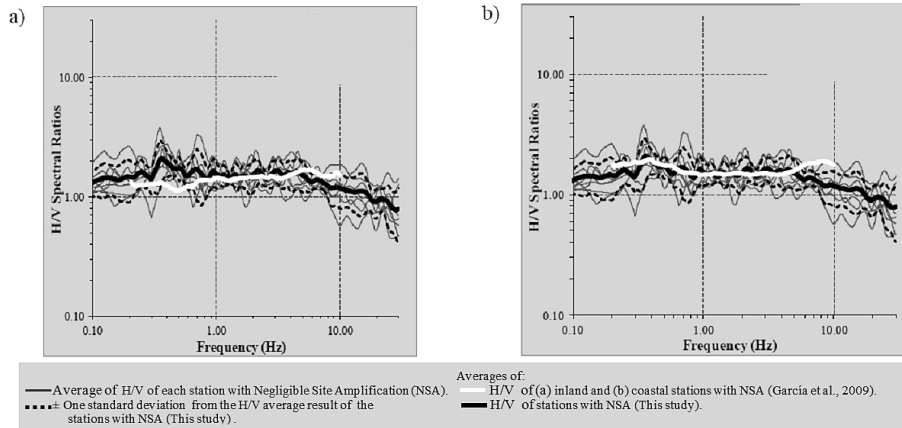 a)
b)
H/V Spectral Ratios
10.00
1.00
0.10
0.10 1.00 10.00
Frequency (Hz)
H/V Spectral Ratios
10.00
1.00
0.10
0.10 1.00 10.00
Frequency (Hz)
Average of H/V of each station with Negligible Site Amplification (NSA).
± One standard deviation from the H/V average result of the
stations with NSA (This study).
Averages of:
H/V of (a) inland and (b) coastal stations with NSA (García et al., 2009).
H/V of stations with NSA (This study).